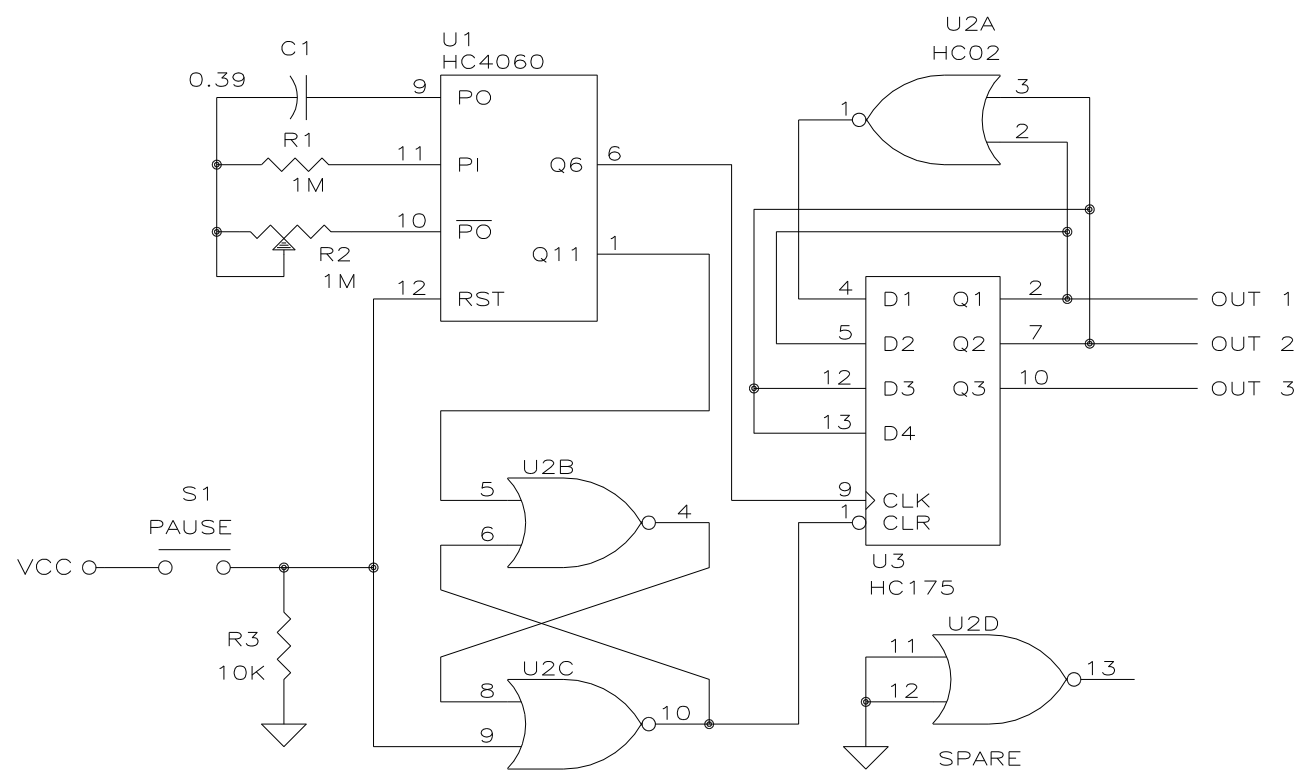 U2A
HC02
C1
U1
HC4060
0.39
9
PO
1
3
2
R1
1M
11
PI
Q6
6
10
PO
R2
1M
Q11
1
12
RST
4
D1
Q1
2
OUT 1
5
D2
Q2
7
OUT 2
12
D3
Q3
10
OUT 3
13
D4
U2B
5
6
4
9
CLK
1
CLR
U3
HC175
S1
PAUSE
VCC
R3
10K
U2C
8
9
10
U2D
11
12
13
SPARE